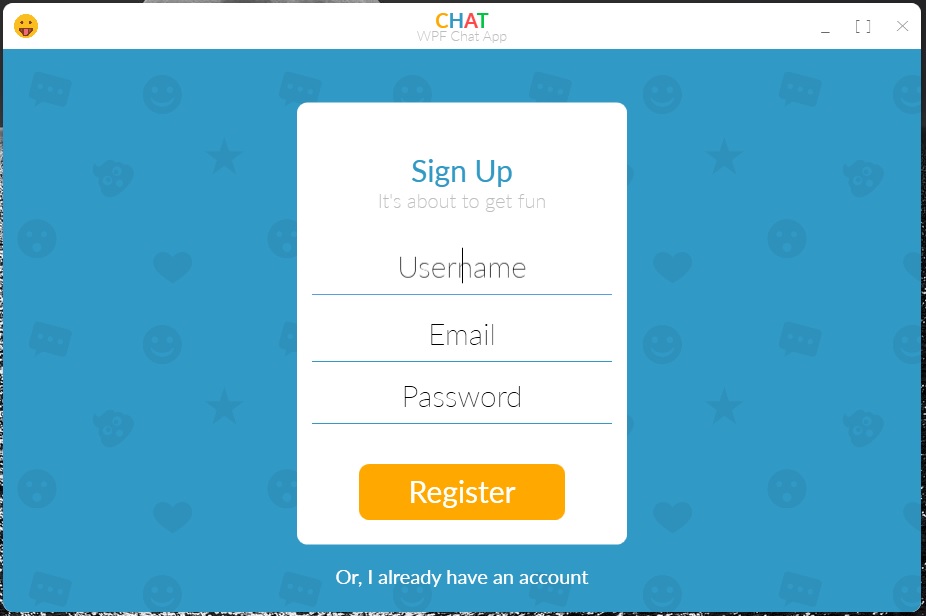 CHAT
WPF Chat App
Sign Up
It's about to get fun
Username
Email
Password
Register
Or, I already have an account